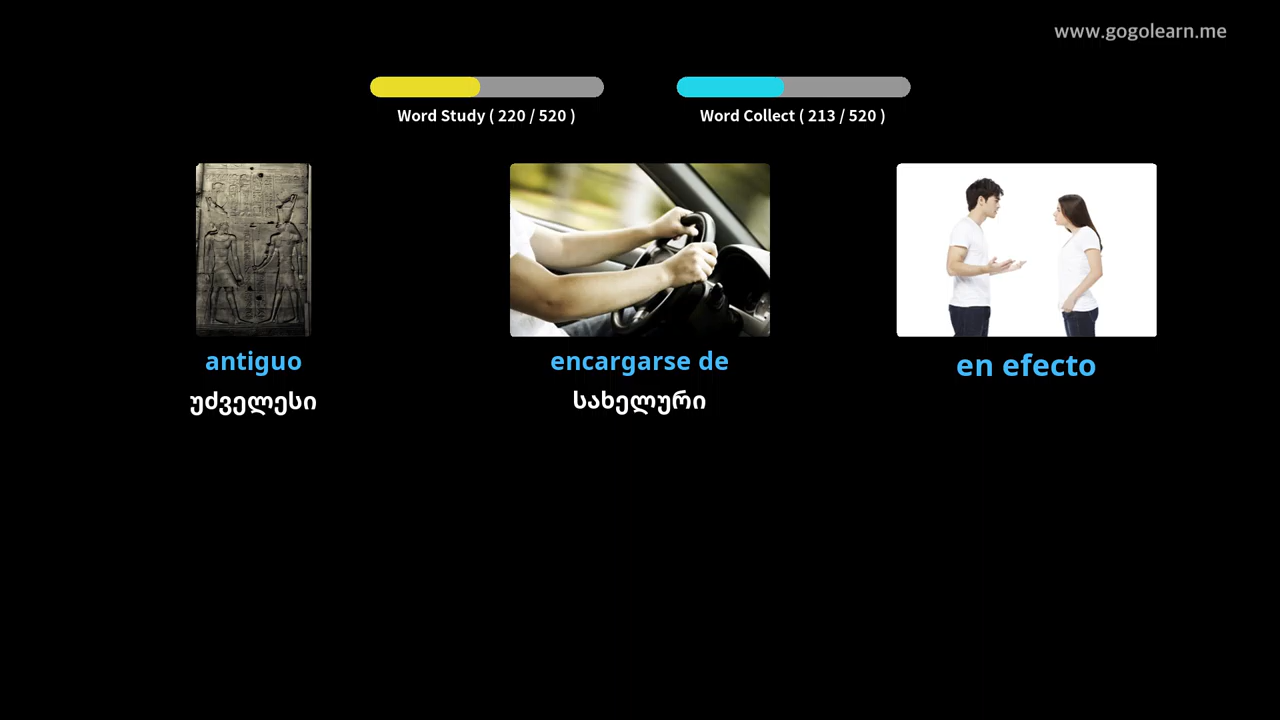 www.gogolearn.me
Word Study ( 220 / 520 )
Word Collect ( 213 / 520 )
antiguo
encargarse de
en efecto
უძველესი
სახელური